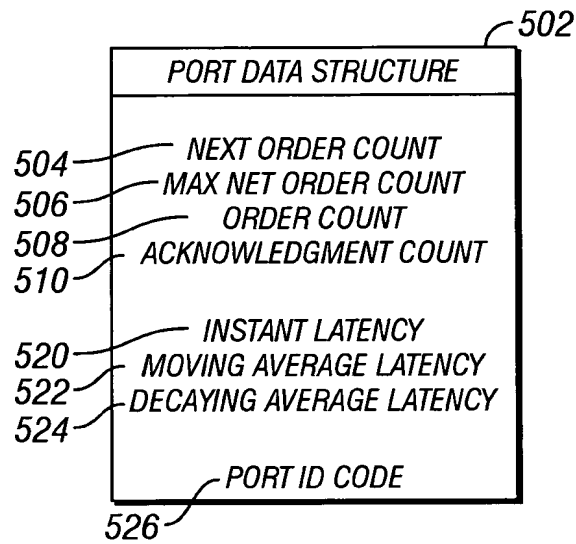 502
PORT DATA STRUCTURE
504 NEXT ORDER COUNT
506 MAX NET ORDER COUNT
508 ORDER COUNT
510 ACKNOWLEDGMENT COUNT
520 INSTANT LATENCY
522 MOVING AVERAGE LATENCY
524 DECAYING AVERAGE LATENCY
PORT ID CODE
526